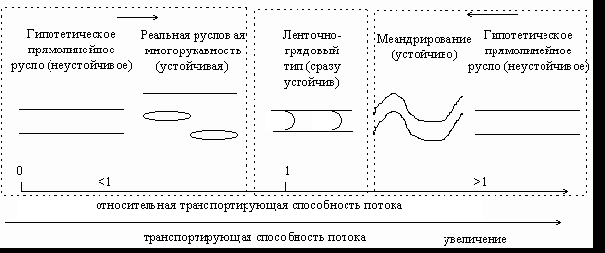 Гипотетическое
прямолинейное
русло (неустойчивое)
Реальная русловая
многорукавность
(устойчивая)
Ленточно-
грядовый
тип (сразу
устойчив)
Меандрирование
(устойчиво)
Гипотетическое
прямолинейное
русло (неустойчивое)
0 <1 1 >1
относительная транспортирующая способность потока
транспортирующая способность потока увеличение